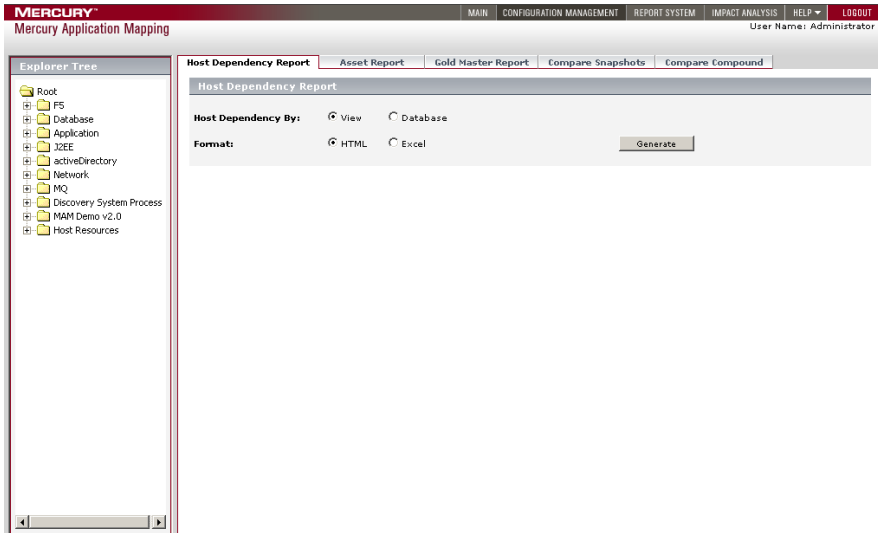 MERCURY™
MAIN CONFIGURATION MANAGEMENT REPORT SYSTEM IMPACT ANALYSIS HELP LOGOUT
Mercury Application Mapping
User Name: Administrator
Explorer Tree
Root
F5
Database
Application
J2EE
activeDirectory
Network
MQ
Discovery System Process
MAM Demo v2.0
Host Resources
Host Dependency Report Asset Report Gold Master Report Compare Snapshots Compare Compound
Host Dependency Report
Host Dependency By: View Database
Format: HTML Excel Generate